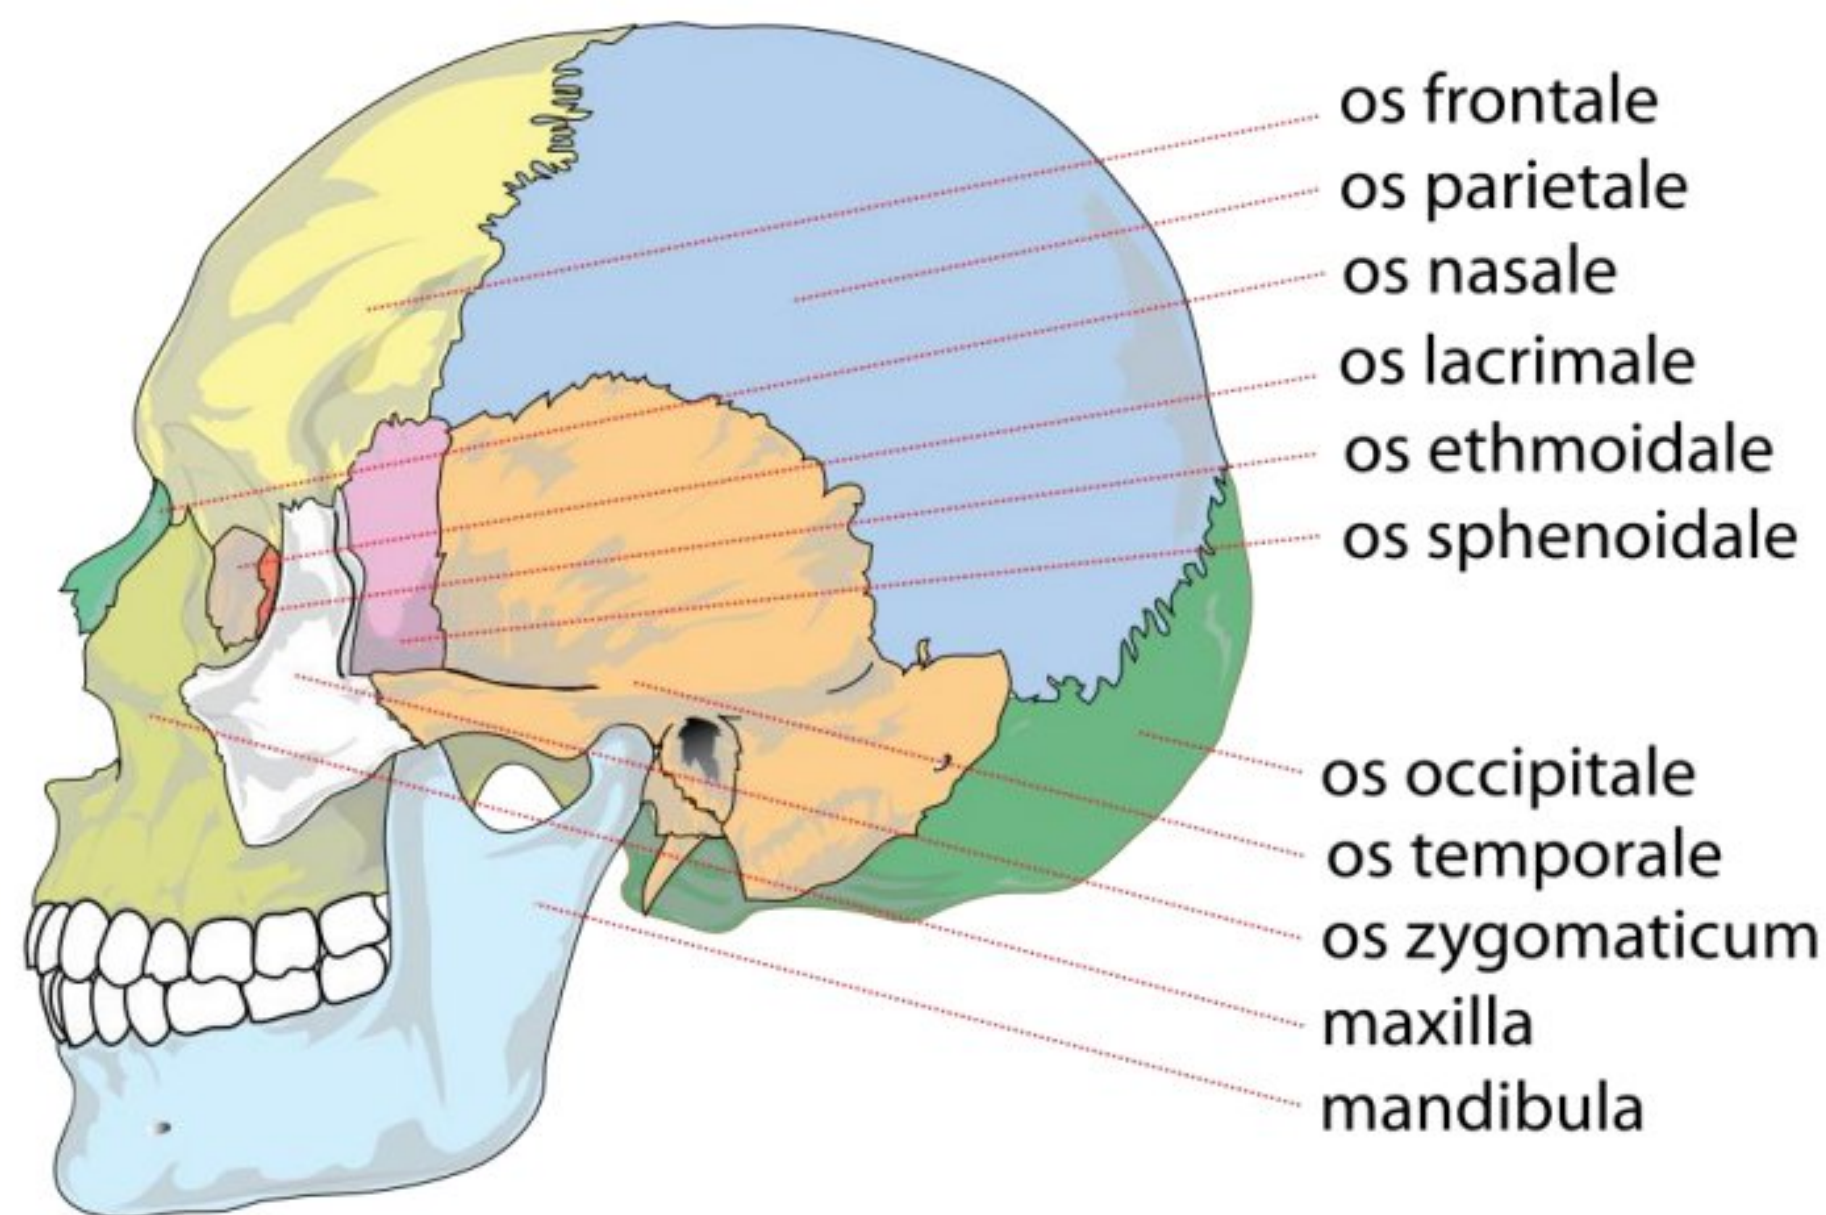 os frontale
os parietale
os nasale
os lacrimale
os ethmoidale
os sphenoidale
os occipitale
os temporale
os zygomaticum
maxilla
mandibula